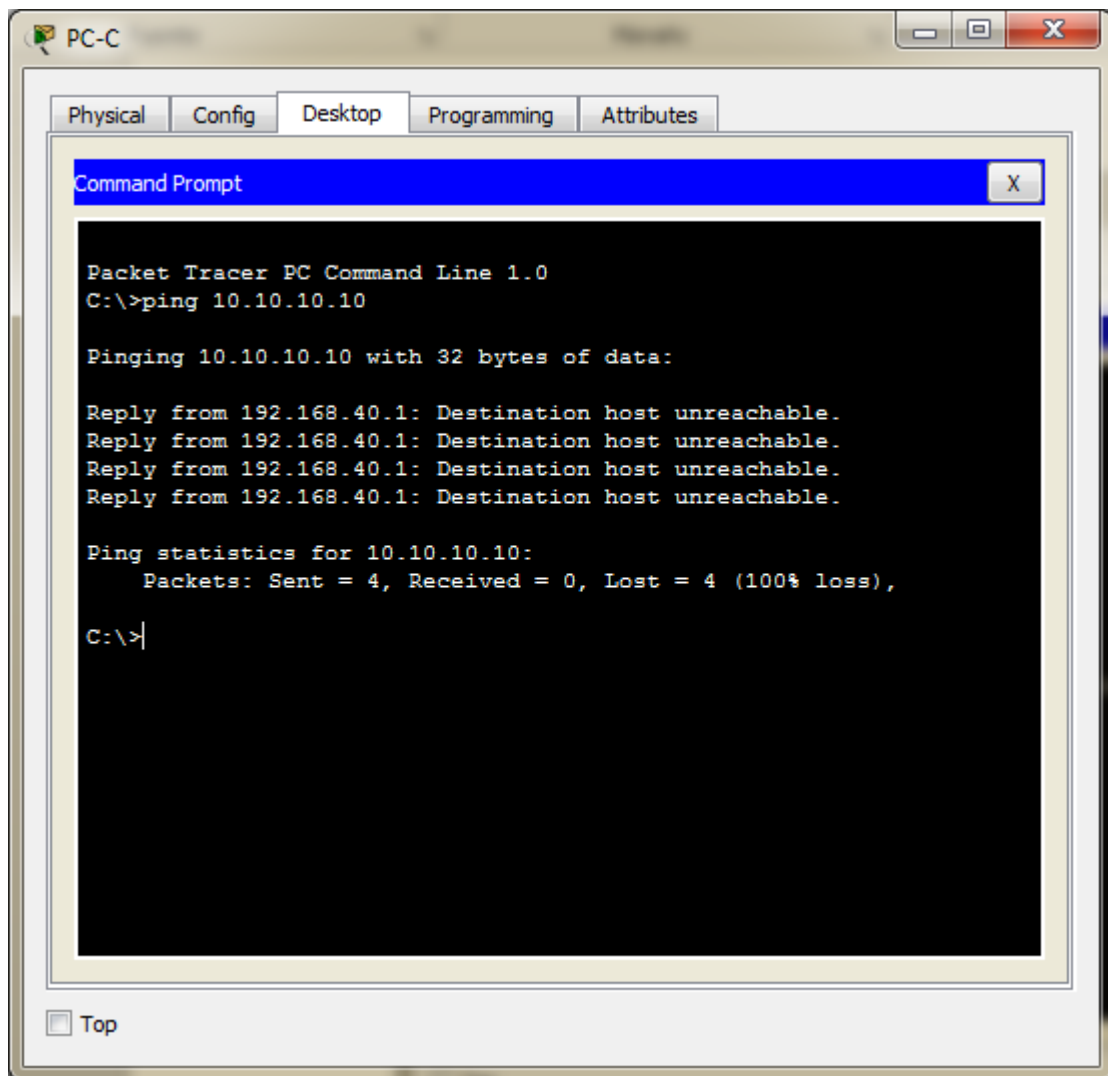 PC-C
Physical Config Desktop Programming Attributes
Command Prompt X
Packet Tracer PC Command Line 1.0
C:\>ping 10.10.10.10
Pinging 10.10.10.10 with 32 bytes of data:
Reply from 192.168.40.1: Destination host unreachable.
Reply from 192.168.40.1: Destination host unreachable.
Reply from 192.168.40.1: Destination host unreachable.
Reply from 192.168.40.1: Destination host unreachable.
Ping statistics for 10.10.10.10:
Packets: Sent = 4, Received = 0, Lost = 4 (100% loss),
C:\>
Top